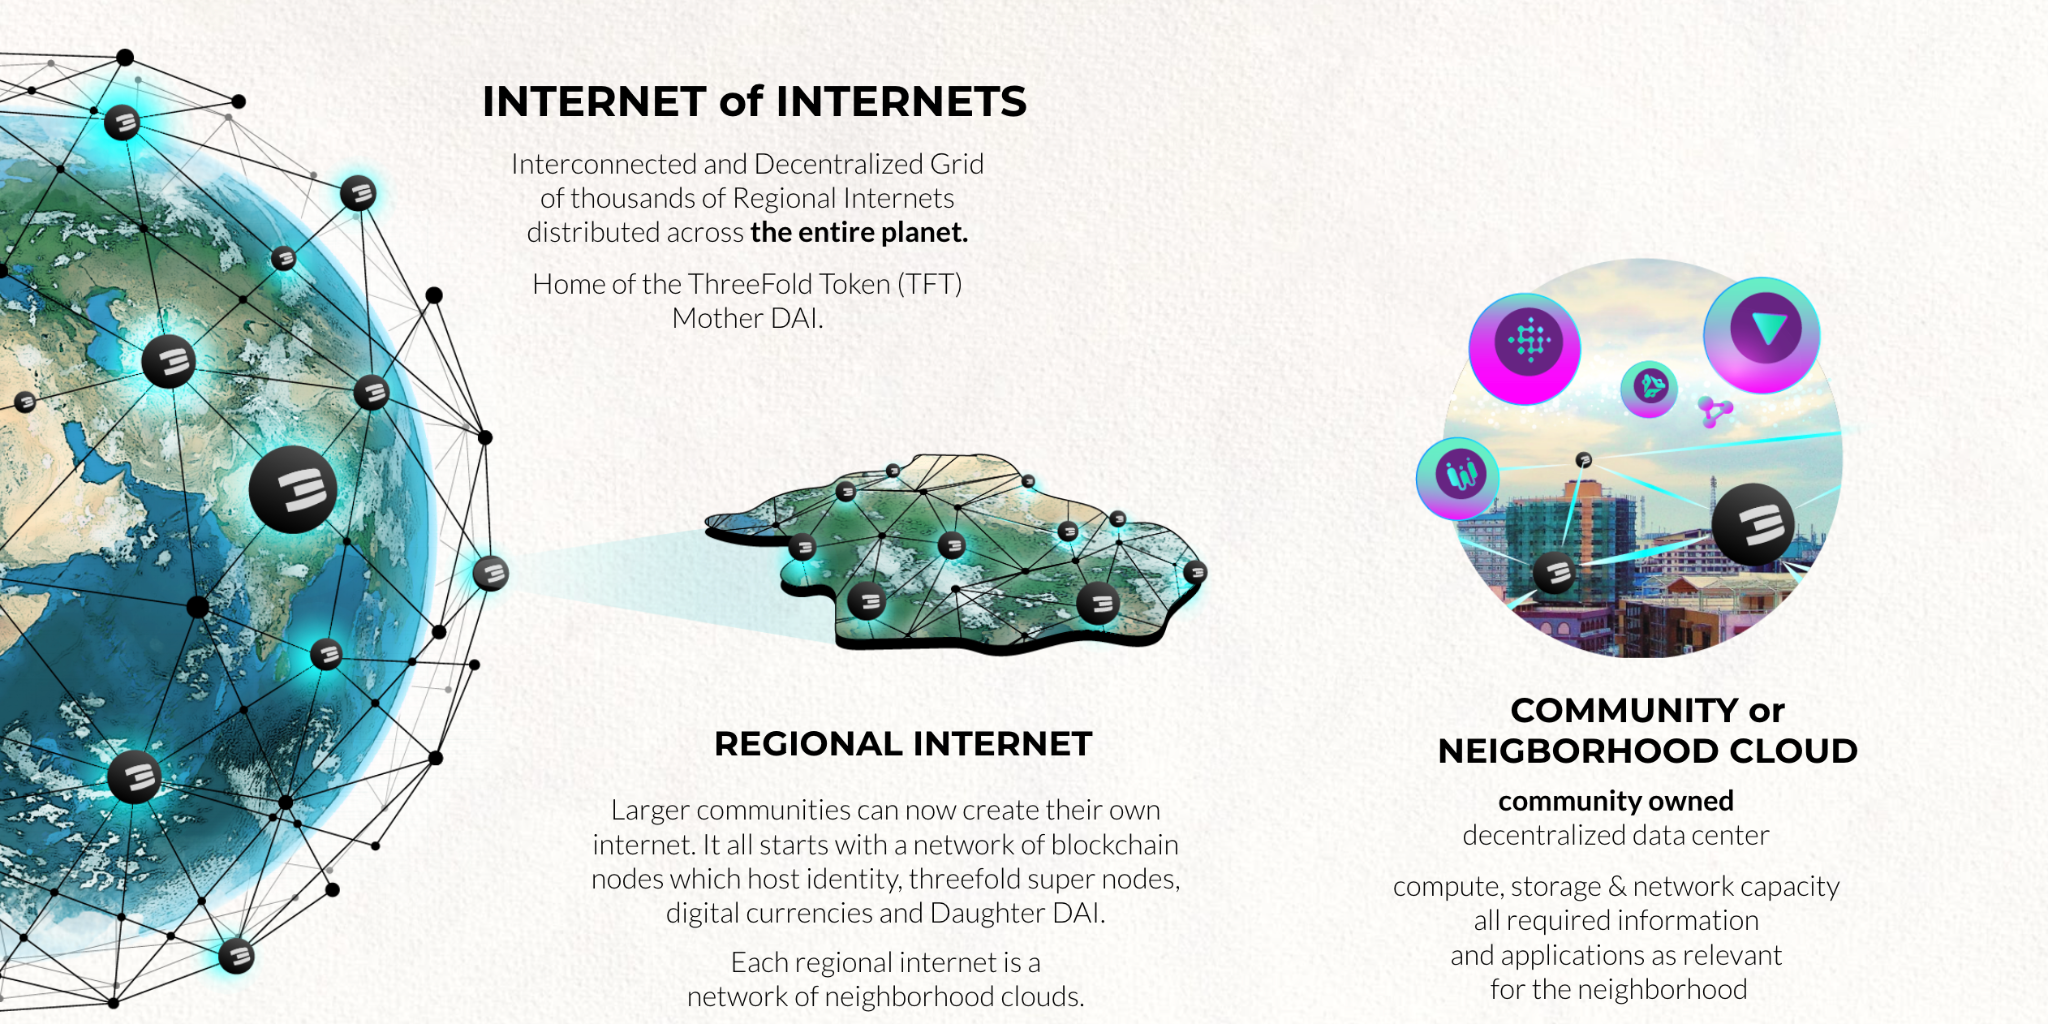 INTERNET of INTERNETS
Interconnected and Decentralized Grid
of thousands of Regional Internets
distributed across the entire planet.
Home of the ThreeFold Token (TFT)
Mother DAI.
REGIONAL INTERNET
Larger communities can now create their own
internet. It all starts with a network of blockchain
nodes which host identity, threefold super nodes,
digital currencies and Daughter DAI.
Each regional internet is a
network of neighborhood clouds.
COMMUNITY or
NEIGBORHOOD CLOUD
community owned
decentralized data center
compute, storage & network capacity
all required information
and applications as relevant
for the neighborhood